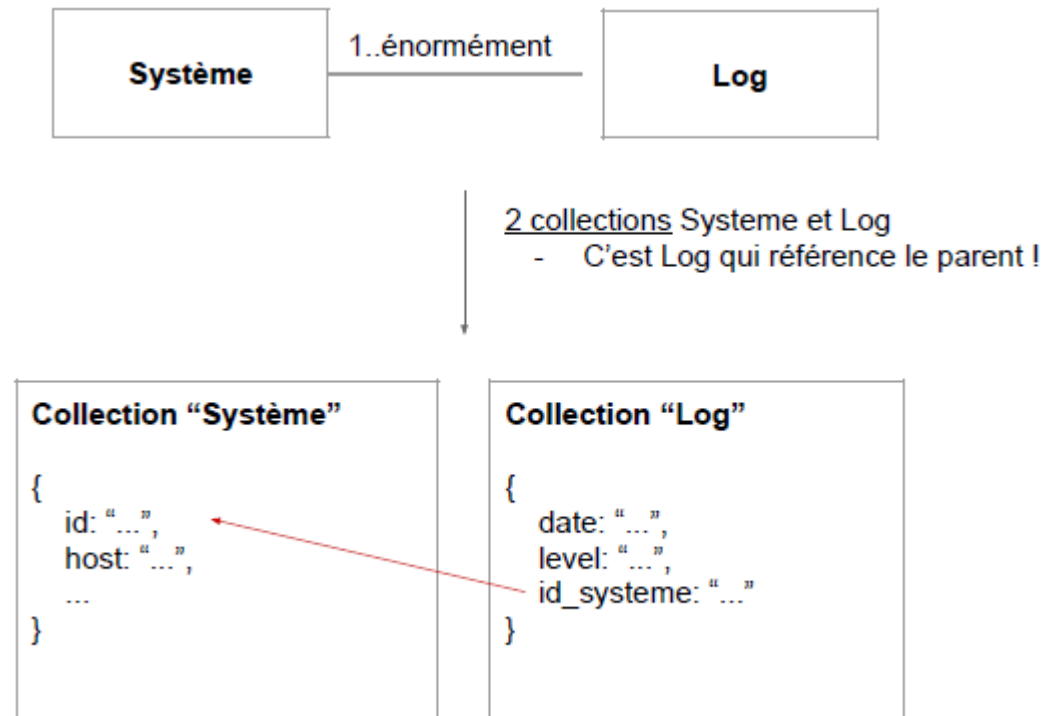 1..énormément
Système
Log
2 collections Systeme et Log
- C'est Log qui référence le parent !
Collection “Système”
{
id: “...”,
host: “...”,
...
}
Collection “Log”
{
date: “...”,
level: “...”,
id_systeme: “...”
}